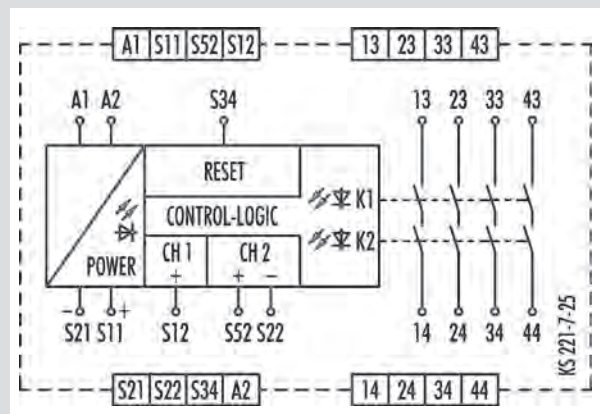 A1 S11 S52 S12 13 23 33 43
A1 A2 S34 13 23 33 43
RESET
K1
CONTROL-LOGIC
K2
CH 1 CH 2
POWER + + −
− + 
S21 S11 S12 S52 S22 14 24 34 44
KS 221-7-25
S21 S22 S34 A2 14 24 34 44